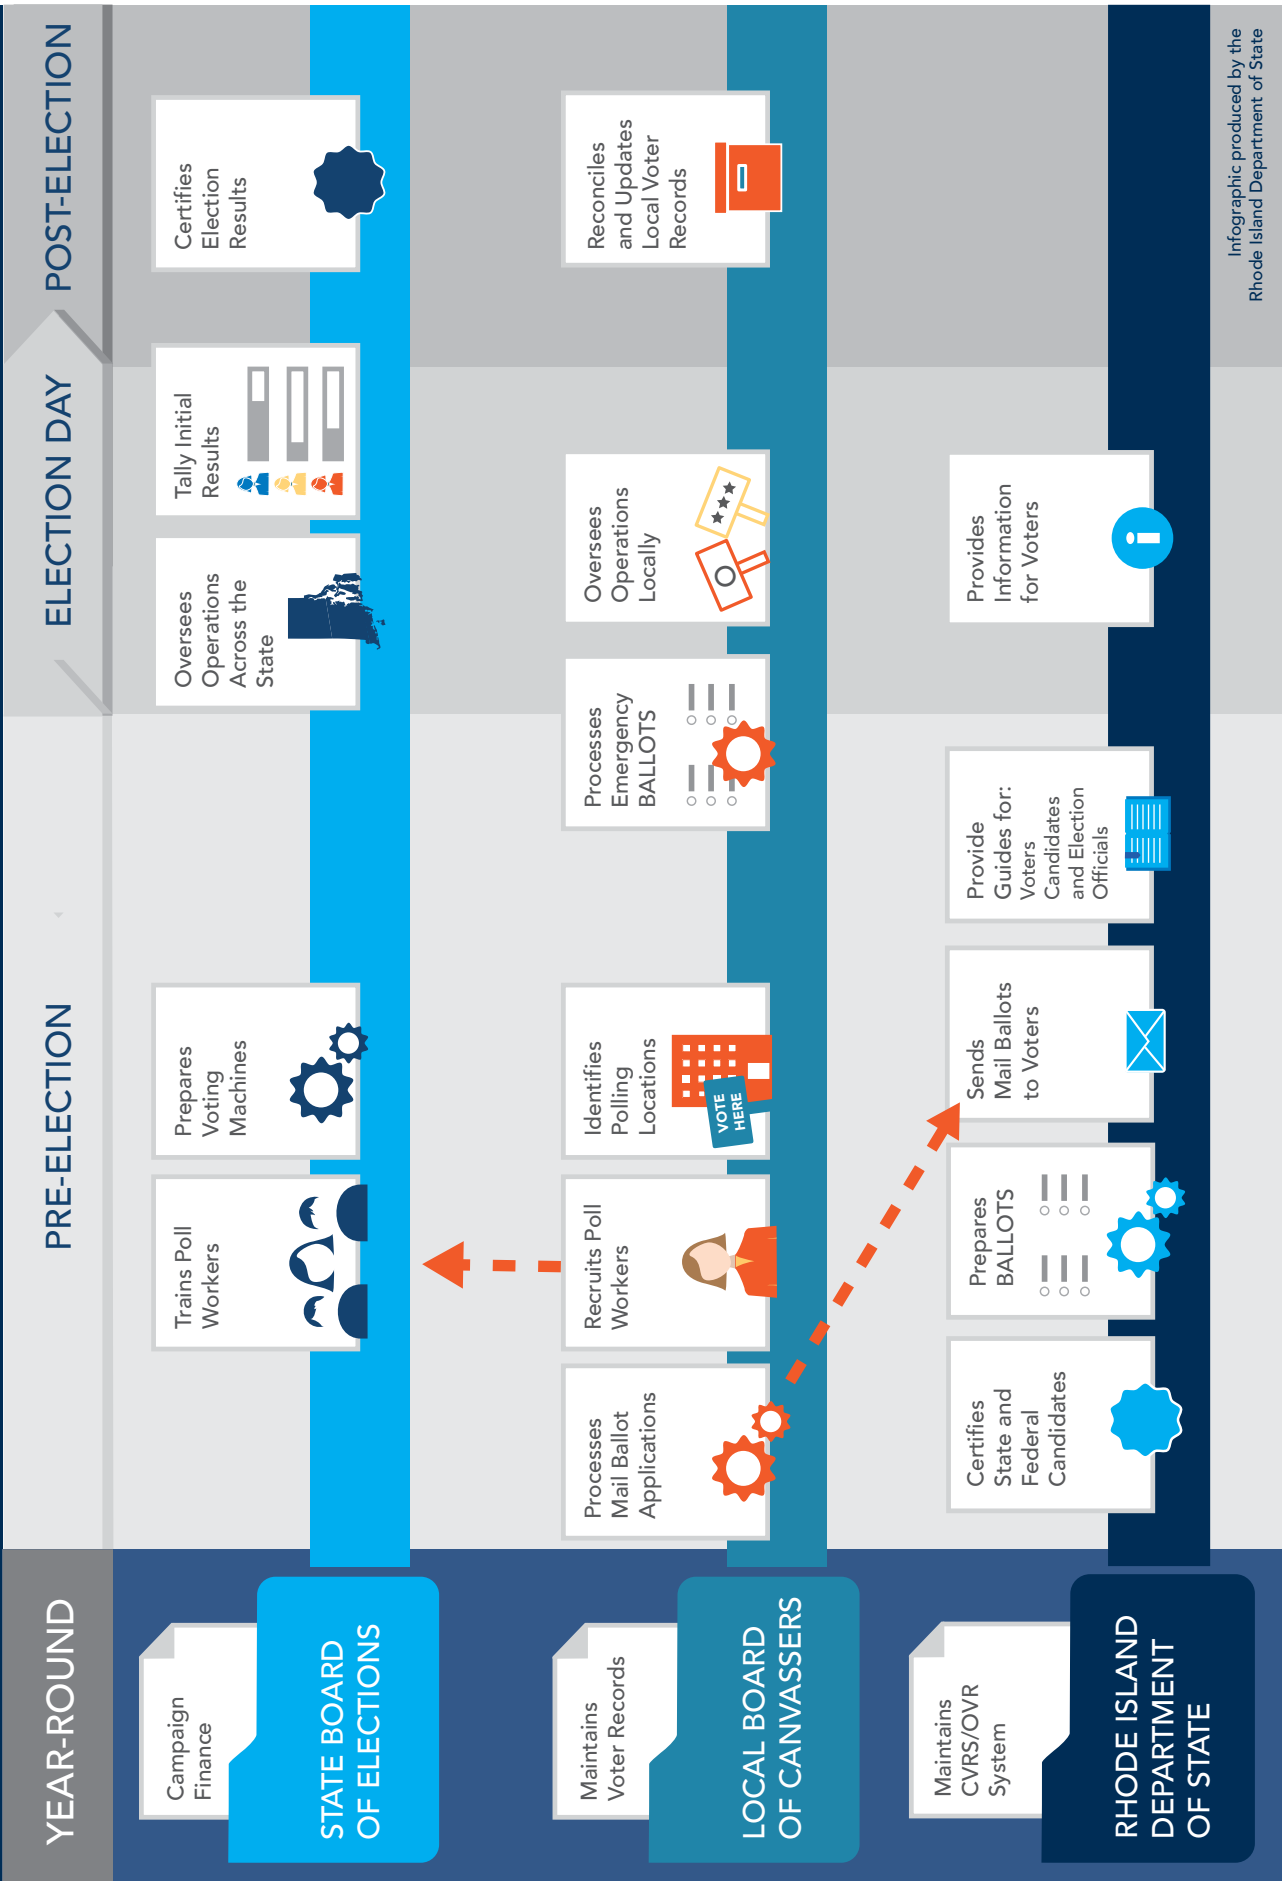 YEAR-ROUND
PRE-ELECTION
ELECTION DAY
POST-ELECTION
Campaign
Finance
STATE BOARD
OF ELECTIONS
Trains Poll
Workers
Prepares
Voting
Machines
Oversees
Operations
Across the
State
Tally Initial
Results
Certifies
Election
Results
Maintains
Voter Records
LOCAL BOARD
OF CANVASSERS
Processes
Mail Ballot
Applications
Recruits Poll
Workers
Identifies
Polling
Locations
VOTE
HERE
Processes
Emergency
BALLOTS
Oversees
Operations
Locally
Reconciles
and Updates
Local Voter
Records
Maintains
CVRS/OVR
System
RHODE ISLAND
DEPARTMENT
OF STATE
Certifies
State and
Federal
Candidates
Prepares
BALLOTS
Sends
Mail Ballots
to Voters
Provide
Guides for:
Voters
Candidates
and Election
Officials
Provides
Information
for Voters
Infographic produced by the
Rhode Island Department of State